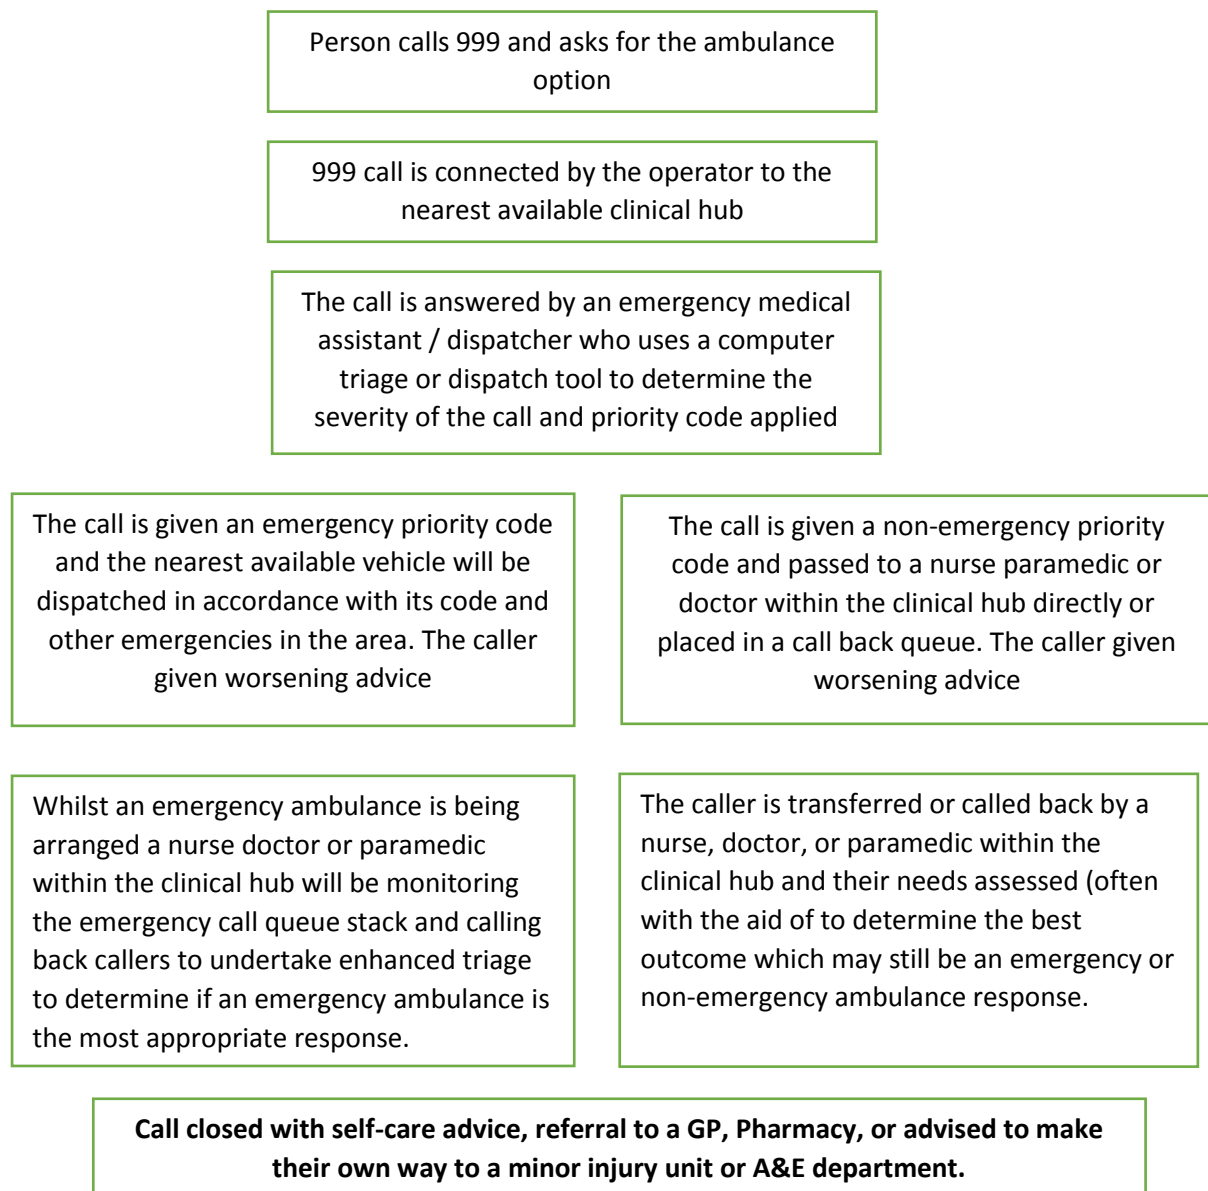 Person calls 999 and asks for the ambulance
option
999 call is connected by the operator to the
nearest available clinical hub
The call is answered by an emergency medical
assistant / dispatcher who uses a computer
triage or dispatch tool to determine the
severity of the call and priority code applied
The call is given an emergency priority code
and the nearest available vehicle will be
dispatched in accordance with its code and
other emergencies in the area. The caller
given worsening advice
The call is given a non-emergency priority
code and passed to a nurse paramedic or
doctor within the clinical hub directly or
placed in a call back queue. The caller given
worsening advice
Whilst an emergency ambulance is being
arranged a nurse doctor or paramedic
within the clinical hub will be monitoring
the emergency call queue stack and calling
back callers to undertake enhanced triage
to determine if an emergency ambulance is
the most appropriate response.
The caller is transferred or called back by a
nurse, doctor, or paramedic within the
clinical hub and their needs assessed (often
with the aid of to determine the best
outcome which may still be an emergency or
non-emergency ambulance response.
Call closed with self-care advice, referral to a GP, Pharmacy, or advised to make
their own way to a minor injury unit or A&E department.